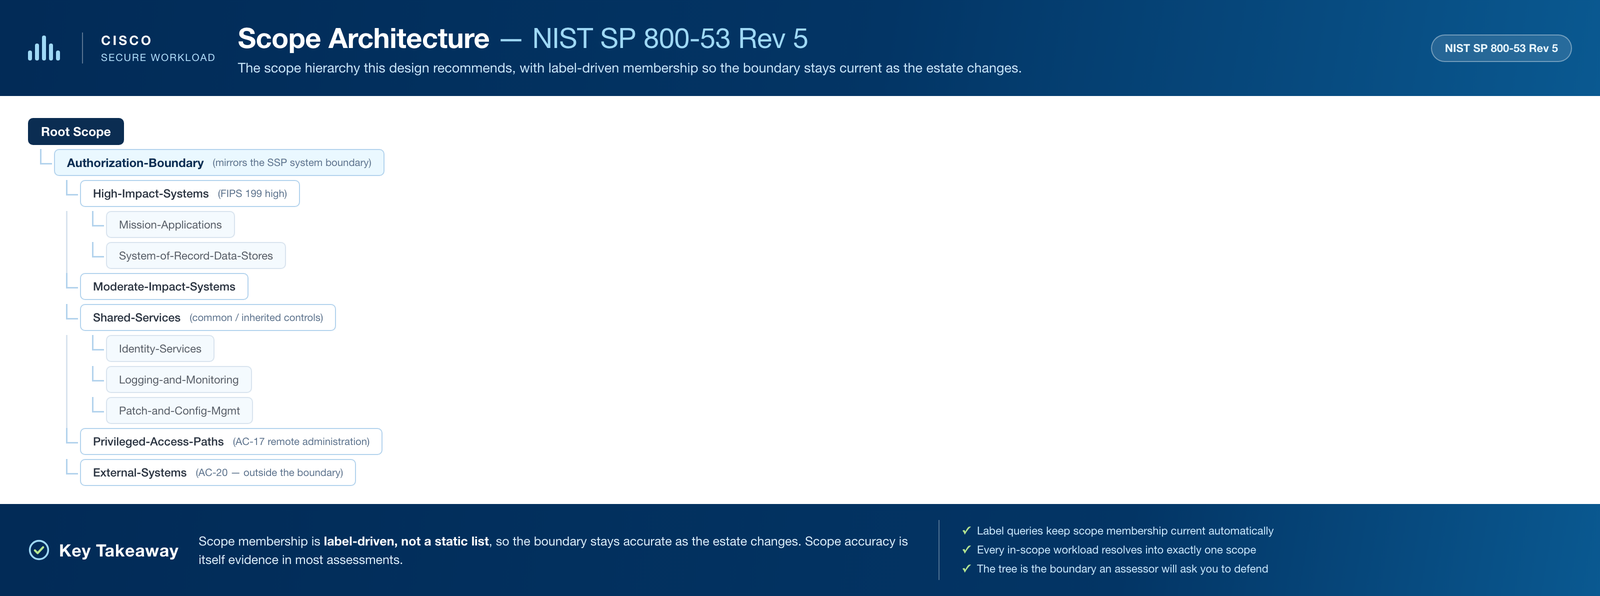 CISCO
SECURE WORKLOAD
Scope Architecture — NIST SP 800-53 Rev 5
The scope hierarchy this design recommends, with label-driven membership so the boundary stays current as the estate changes.
NIST SP 800-53 Rev 5
Root Scope
Authorization-Boundary (mirrors the SSP system boundary)
High-Impact-Systems (FIPS 199 high)
Mission-Applications
System-of-Record-Data-Stores
Moderate-Impact-Systems
Shared-Services (common / inherited controls)
Identity-Services
Logging-and-Monitoring
Patch-and-Config-Mgmt
Privileged-Access-Paths (AC-17 remote administration)
External-Systems (AC-20 — outside the boundary)
Key Takeaway
Scope membership is label-driven, not a static list, so the boundary stays accurate as the estate changes. Scope accuracy is
itself evidence in most assessments.
✓ Label queries keep scope membership current automatically
✓ Every in-scope workload resolves into exactly one scope
✓ The tree is the boundary an assessor will ask you to defend